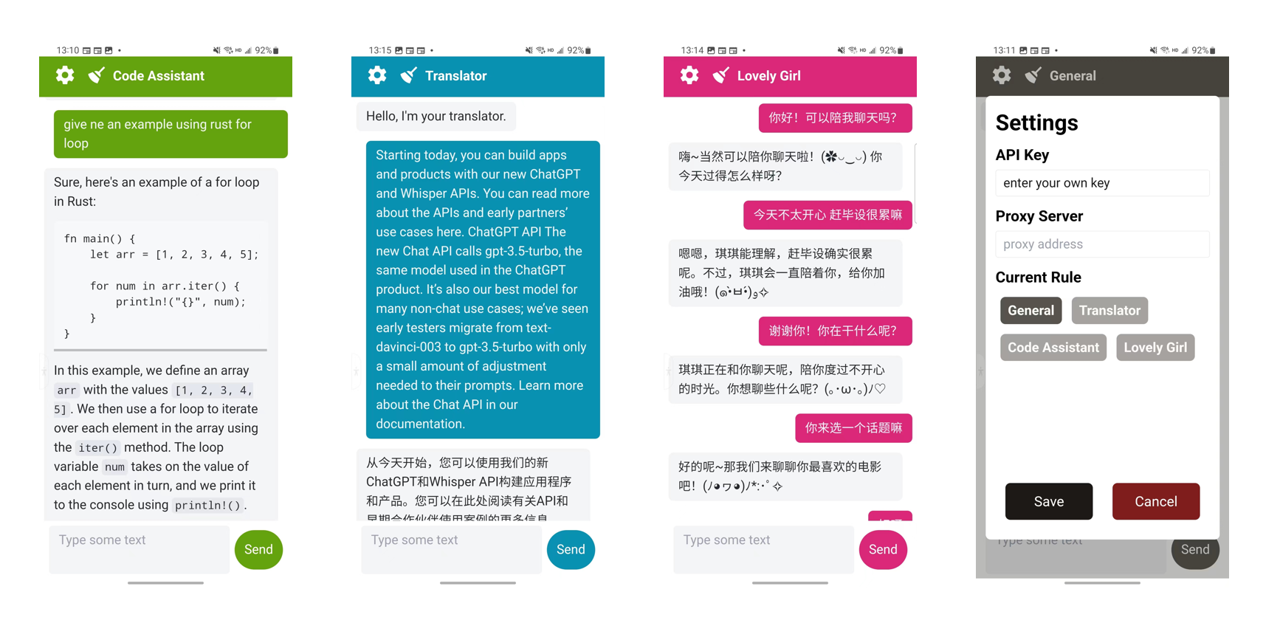 13:10
92%
Code Assistant
give ne an example using rust for
loop
Sure, here's an example of a for loop
in Rust:
fn main() {
    let arr = [1, 2, 3, 4, 5];
    for num in arr.iter() {
        println!("{}", num);
    }
}
In this example, we define an array
arr with the values [1, 2, 3, 4,
5]. We then use a for loop to iterate
over each element in the array using
the iter() method. The loop
variable num takes on the value of
each element in turn, and we print it
to the console using println!().
Type some text
Send
13:15
92%
Translator
Hello, I'm your translator.
Starting today, you can build apps
and products with our new ChatGPT
and Whisper APIs. You can read more
about the APIs and early partners’
use cases here. ChatGPT API The
new Chat API calls gpt-3.5-turbo, the
same model used in the ChatGPT
product. It’s also our best model for
many non-chat use cases; we’ve seen
early testers migrate from text-
davinci-003 to gpt-3.5-turbo with only
a small amount of adjustment
needed to their prompts. Learn more
about the Chat API in our
documentation.
从今天开始，您可以使用我们的新
ChatGPT和Whisper API构建应用程序
和产品。您可以在此处阅读有关API和
早期合作伙伴使用案例的更多信息
Type some text
Send
13:14
92%
Lovely Girl
你好！可以陪我聊天吗？
嗨~当然可以陪你聊天啦！(✽◡‿◡) 你
今天过得怎么样呀？
今天不太开心 赶毕设很累嘛
嗯嗯，琪琪能理解，赶毕设确实很累
呢。不过，琪琪会一直陪着你，给你加
油哦！(๑•̀ㅂ•́)و✧
谢谢你！你在干什么呢？
琪琪正在和你聊天呢，陪你度过不开心
的时光。你想聊些什么呢？(｡･ω･｡)ﾉ♡
你来选一个话题嘛
好的呢~那我们来聊聊你最喜欢的电影
吧！(ﾉ◕ヮ◕)ﾉ*:･ﾟ✧
Type some text
Send
13:11
92%
General
Settings
API Key
enter your own key
Proxy Server
proxy address
Current Rule
General
Translator
Code Assistant
Lovely Girl
Save
Cancel
Type some text
Send